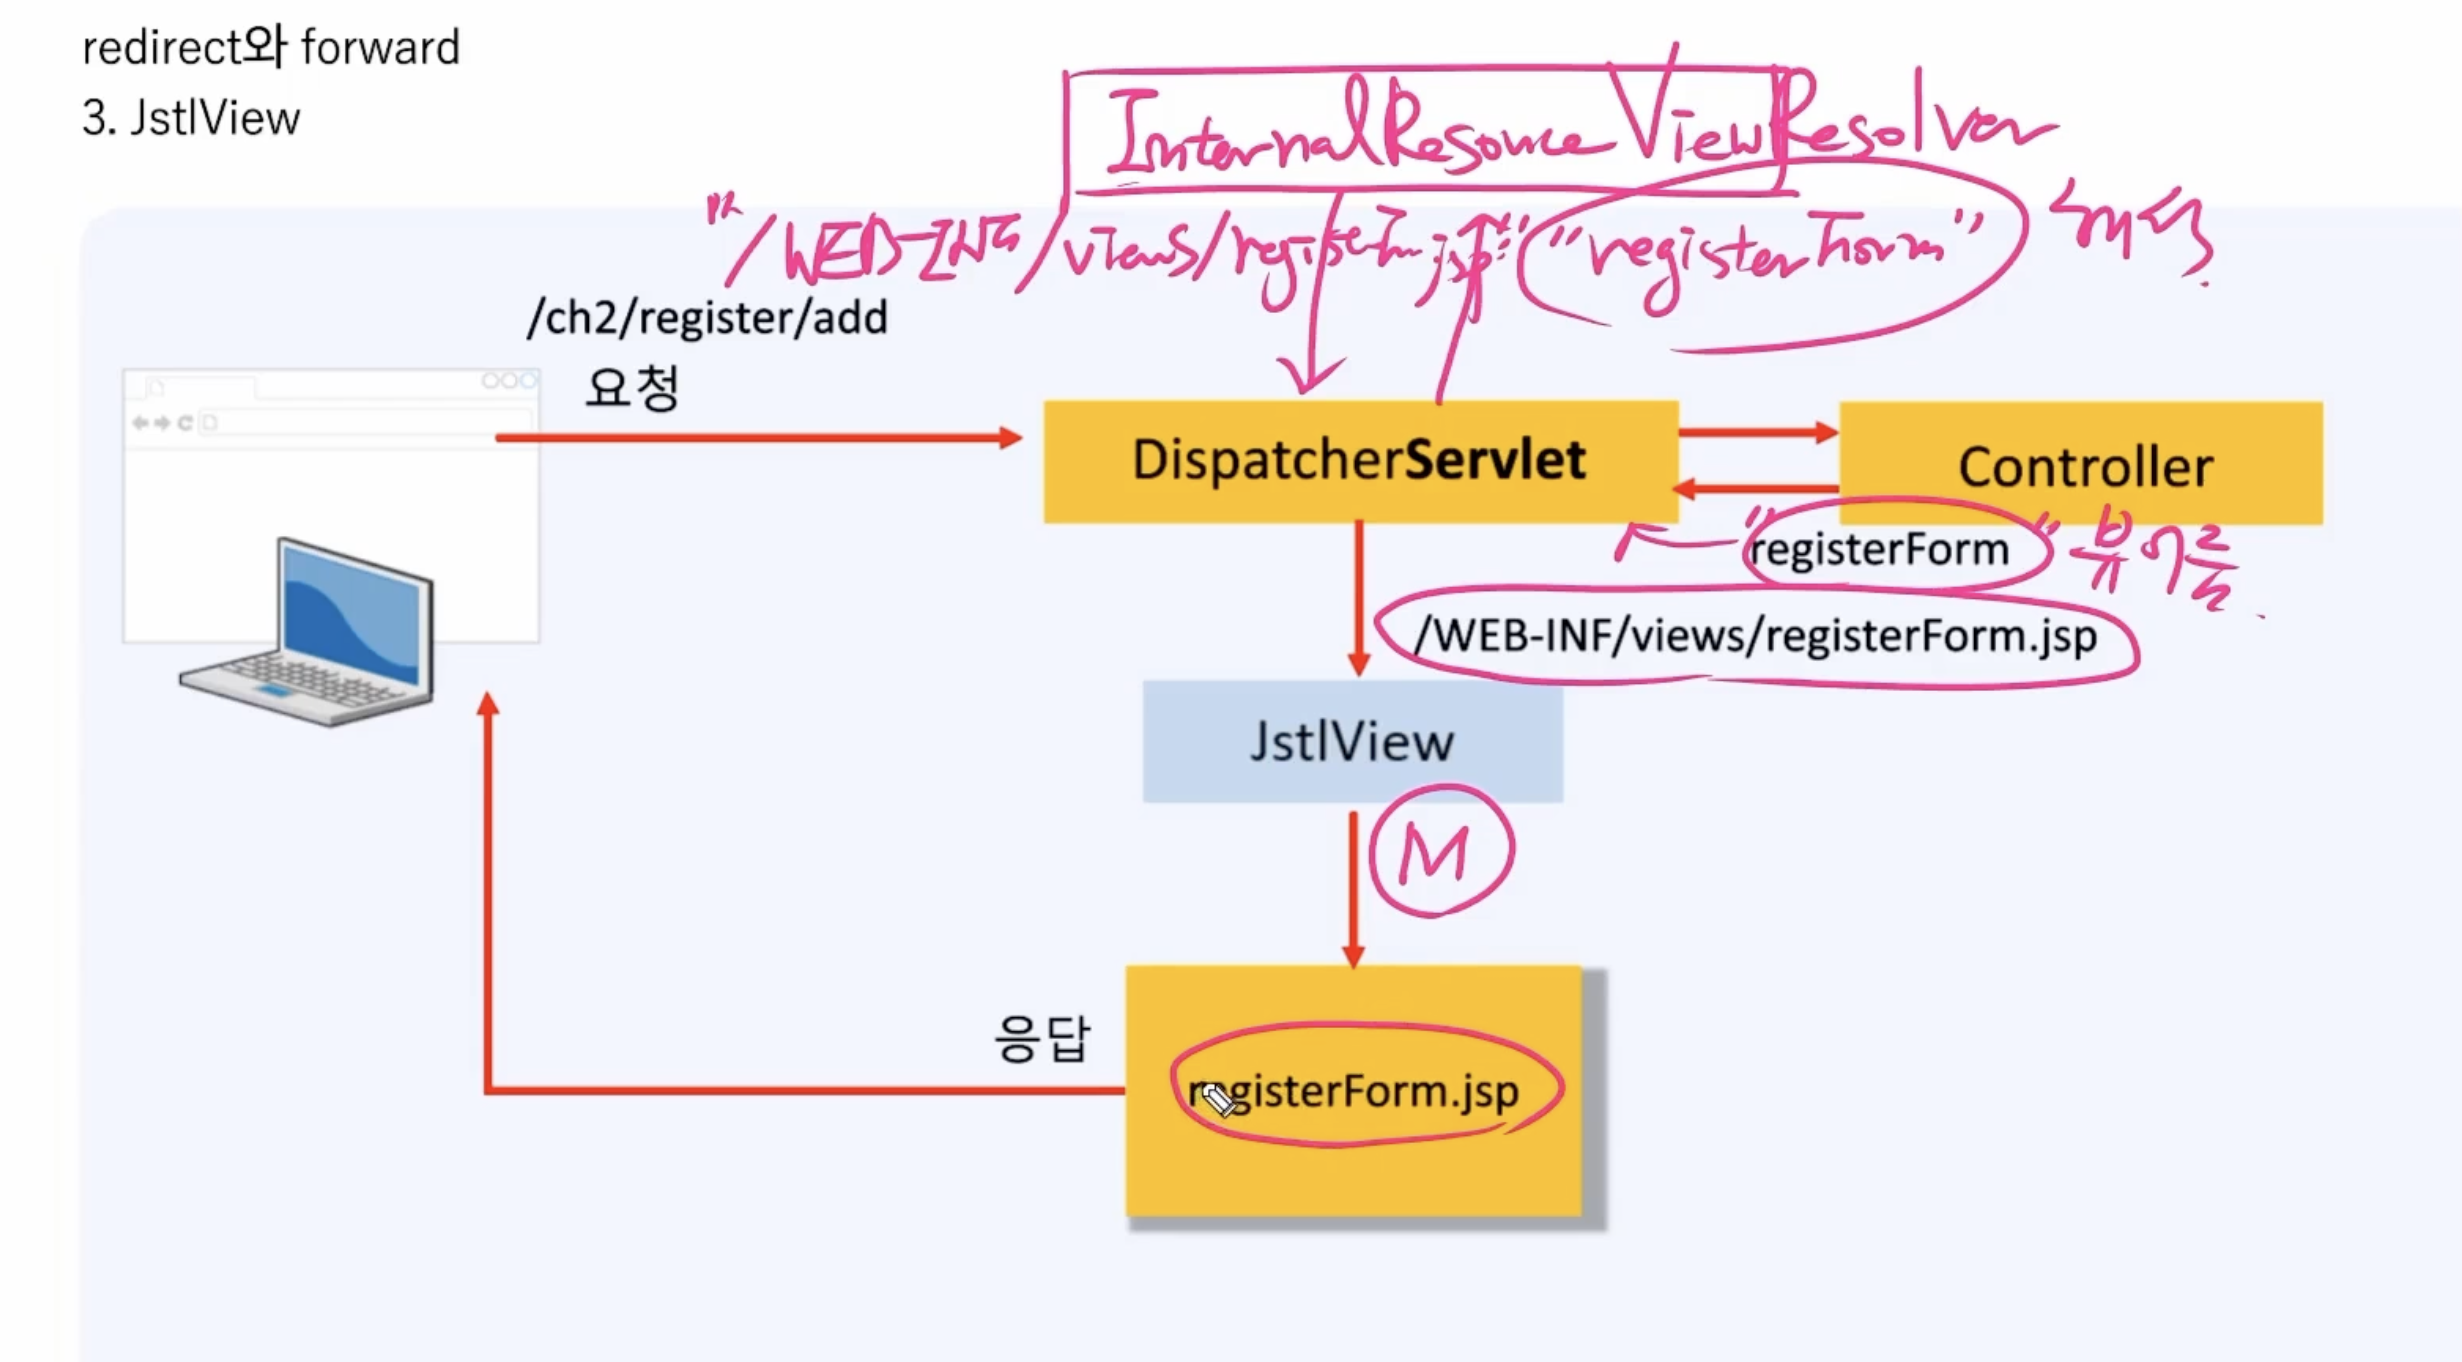 redirect와 forward
3. JstlView
InternalResourceViewResolver
"/WEB-INF/views/registerF.jsp" "registerForm" 해석
/ch2/register/add
요청
DispatcherServlet
Controller
"registerForm" 뷰이름
/WEB-INF/views/registerForm.jsp
JstlView
M
응답
registerForm.jsp